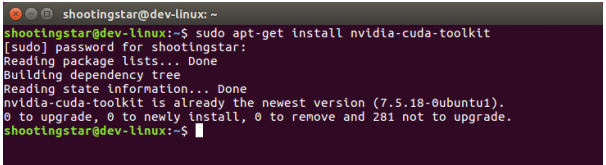 shootingstar@dev-linux: ~
shootingstar@dev-linux:~$ sudo apt-get install nvidia-cuda-toolkit
[sudo] password for shootingstar:
Reading package lists... Done
Building dependency tree
Reading state information... Done
nvidia-cuda-toolkit is already the newest version (7.5.18-0ubuntu1).
0 to upgrade, 0 to newly install, 0 to remove and 281 not to upgrade.
shootingstar@dev-linux:~$